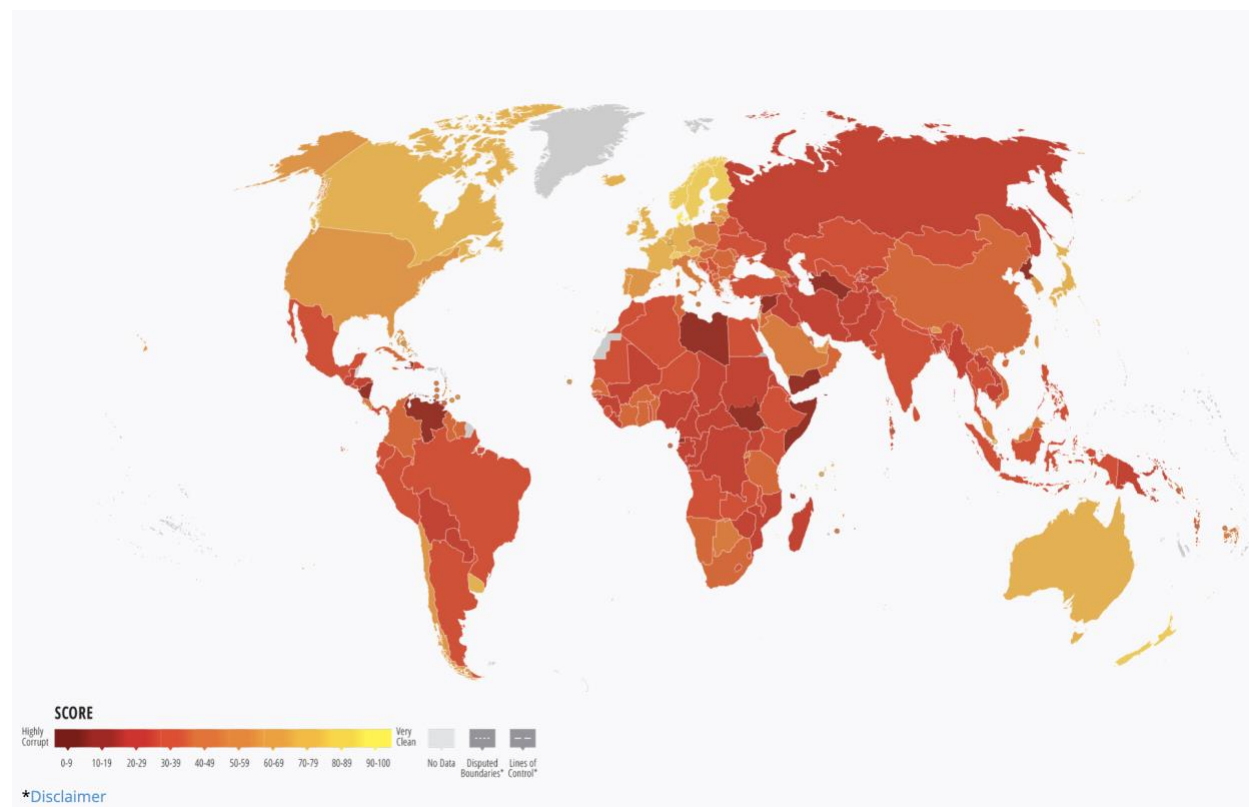 SCORE
Highly Corrupt
Very Clean
0-9 10-19 20-29 30-39 40-49 50-59 60-69 70-79 80-89 90-100
No Data
Disputed Boundaries*
Lines of Control*
*Disclaimer